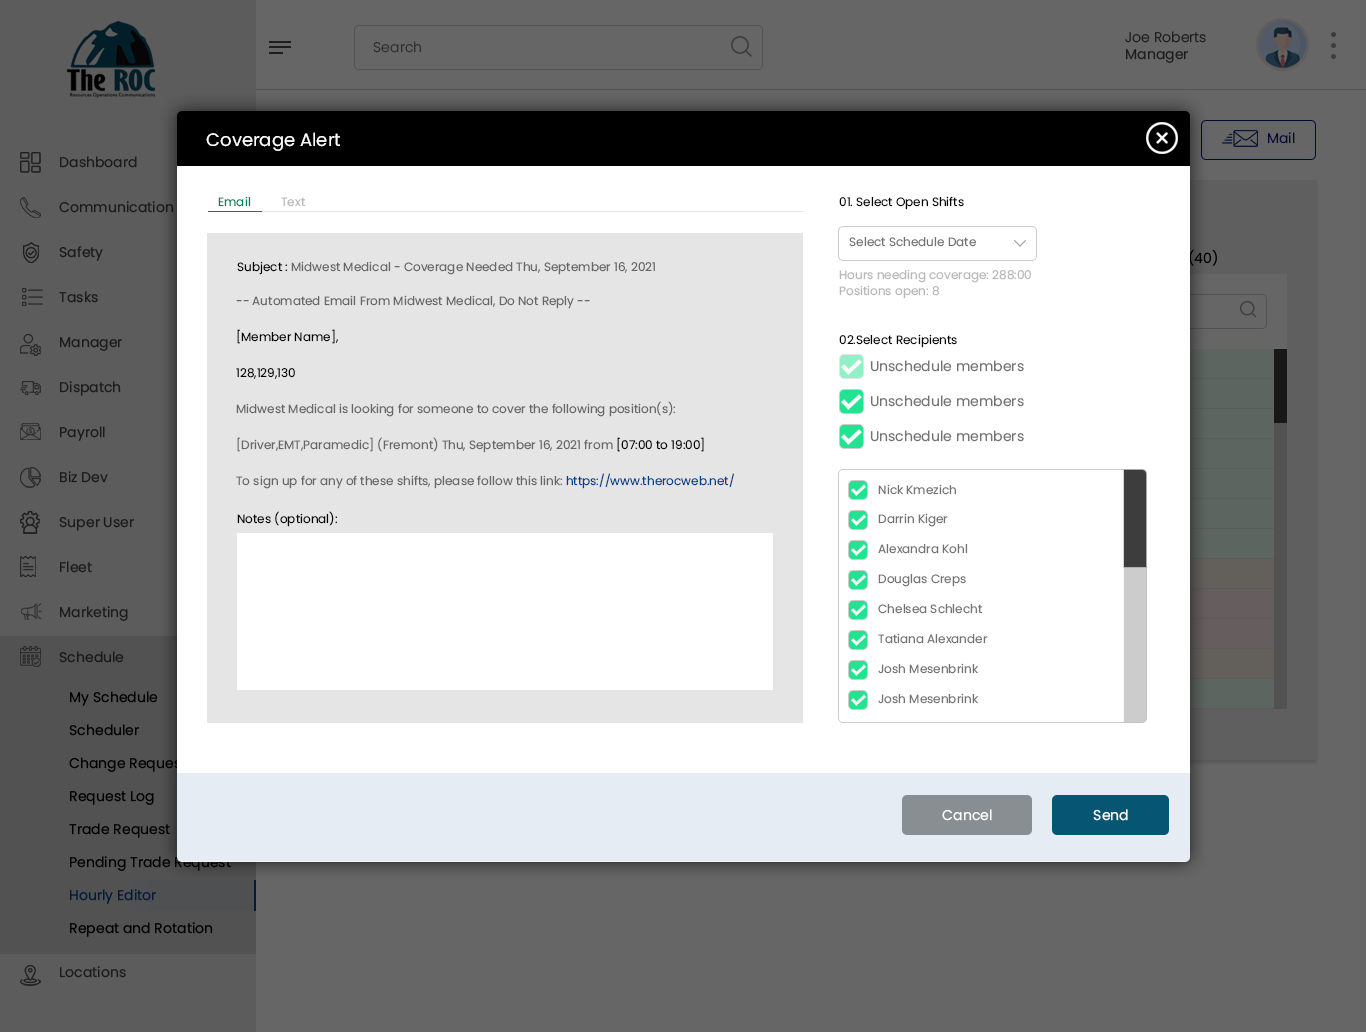 The ROC
Resources Operations Communications
Search
Joe Roberts
Manager
Mail
(40)
Dashboard
Communication
Safety
Tasks
Manager
Dispatch
Payroll
Biz Dev
Super User
Fleet
Marketing
Schedule
My Schedule
Scheduler
Change Reques
Request Log
Trade Request
Pending Trade Request
Hourly Editor
Repeat and Rotation
Locations
Coverage Alert
Email
Text
Subject : Midwest Medical - Coverage Needed Thu, September 16, 2021
-- Automated Email From Midwest Medical, Do Not Reply --
[Member Name],
128,129,130
Midwest Medical is looking for someone to cover the following position(s):
[Driver,EMT,Paramedic] (Fremont) Thu, September 16, 2021 from [07:00 to 19:00]
To sign up for any of these shifts, please follow this link: https://www.therocweb.net/
Notes (optional):
01. Select Open Shifts
Select Schedule Date
Hours needing coverage: 288:00
Positions open: 8
02.Select Recipients
Unschedule members
Unschedule members
Unschedule members
Nick Kmezich
Darrin Kiger
Alexandra Kohl
Douglas Creps
Chelsea Schlecht
Tatiana Alexander
Josh Mesenbrink
Josh Mesenbrink
Cancel
Send